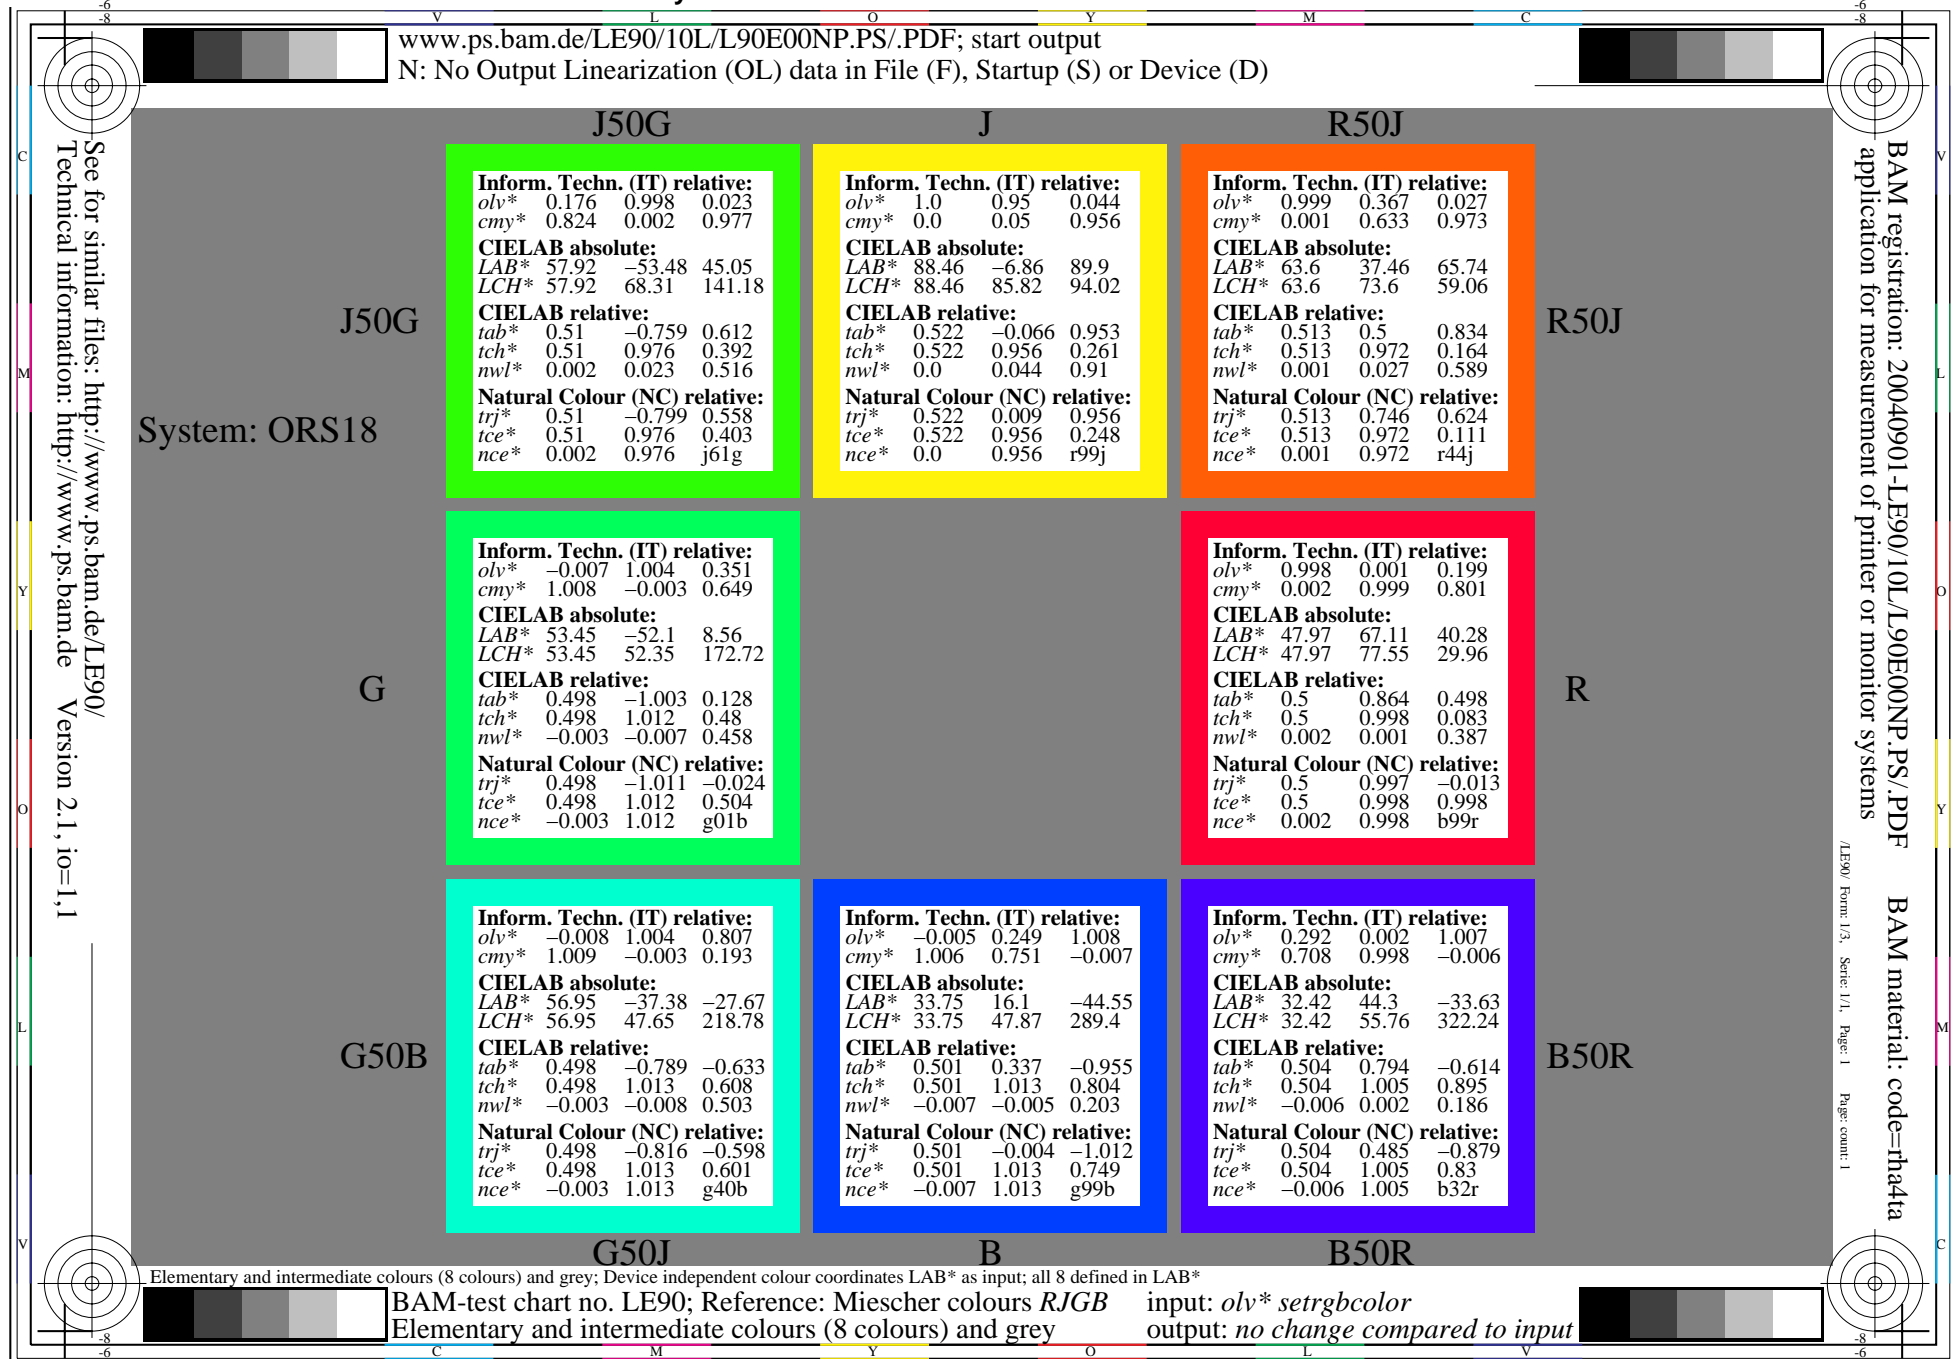 www.ps.bam.de/LE90/10L/L90E00NP.PS/.PDF; start output
N: No Output Linearization (OL) data in File (F), Startup (S) or Device (D)
See for similar files: http://www.ps.bam.de/LE90/
Technical information: http://www.ps.bam.de Version 2.1, io=1,1
BAM registration: 20040901-LE90/10L/L90E00NP.PS/.PDF BAM material: code=rha4ta
application for measurement of printer or monitor systems
/LE90/ Form: 1/3, Serie: 1/1, Page: 1 Page: count: 1
-6
-8
V L O Y M C
-6
-8
C M Y O L V
V L O Y M C
J50G J R50J
J50G
System: ORS18
Inform. Techn. (IT) relative:
olv* 0.176 0.998 0.023
cmy* 0.824 0.002 0.977
CIELAB absolute:
LAB* 57.92 −53.48 45.05
LCH* 57.92 68.31 141.18
CIELAB relative:
tab* 0.51 −0.759 0.612
tch* 0.51 0.976 0.392
nwl* 0.002 0.023 0.516
Natural Colour (NC) relative:
trj* 0.51 −0.799 0.558
tce* 0.51 0.976 0.403
nce* 0.002 0.976 j61g
Inform. Techn. (IT) relative:
olv* 1.0 0.95 0.044
cmy* 0.0 0.05 0.956
CIELAB absolute:
LAB* 88.46 −6.86 89.9
LCH* 88.46 85.82 94.02
CIELAB relative:
tab* 0.522 −0.066 0.953
tch* 0.522 0.956 0.261
nwl* 0.0 0.044 0.91
Natural Colour (NC) relative:
trj* 0.522 0.009 0.956
tce* 0.522 0.956 0.248
nce* 0.0 0.956 r99j
Inform. Techn. (IT) relative:
olv* 0.999 0.367 0.027
cmy* 0.001 0.633 0.973
CIELAB absolute:
LAB* 63.6 37.46 65.74
LCH* 63.6 73.6 59.06
CIELAB relative:
tab* 0.513 0.5 0.834
tch* 0.513 0.972 0.164
nwl* 0.001 0.027 0.589
Natural Colour (NC) relative:
trj* 0.513 0.746 0.624
tce* 0.513 0.972 0.111
nce* 0.001 0.972 r44j
R50J
G
Inform. Techn. (IT) relative:
olv* −0.007 1.004 0.351
cmy* 1.008 −0.003 0.649
CIELAB absolute:
LAB* 53.45 −52.1 8.56
LCH* 53.45 52.35 172.72
CIELAB relative:
tab* 0.498 −1.003 0.128
tch* 0.498 1.012 0.48
nwl* −0.003 −0.007 0.458
Natural Colour (NC) relative:
trj* 0.498 −1.011 −0.024
tce* 0.498 1.012 0.504
nce* −0.003 1.012 g01b
Inform. Techn. (IT) relative:
olv* 0.998 0.001 0.199
cmy* 0.002 0.999 0.801
CIELAB absolute:
LAB* 47.97 67.11 40.28
LCH* 47.97 77.55 29.96
CIELAB relative:
tab* 0.5 0.864 0.498
tch* 0.5 0.998 0.083
nwl* 0.002 0.001 0.387
Natural Colour (NC) relative:
trj* 0.5 0.997 −0.013
tce* 0.5 0.998 0.998
nce* 0.002 0.998 b99r
R
G50B
Inform. Techn. (IT) relative:
olv* −0.008 1.004 0.807
cmy* 1.009 −0.003 0.193
CIELAB absolute:
LAB* 56.95 −37.38 −27.67
LCH* 56.95 47.65 218.78
CIELAB relative:
tab* 0.498 −0.789 −0.633
tch* 0.498 1.013 0.608
nwl* −0.003 −0.008 0.503
Natural Colour (NC) relative:
trj* 0.498 −0.816 −0.598
tce* 0.498 1.013 0.601
nce* −0.003 1.013 g40b
Inform. Techn. (IT) relative:
olv* −0.005 0.249 1.008
cmy* 1.006 0.751 −0.007
CIELAB absolute:
LAB* 33.75 16.1 −44.55
LCH* 33.75 47.87 289.4
CIELAB relative:
tab* 0.501 0.337 −0.955
tch* 0.501 1.013 0.804
nwl* −0.007 −0.005 0.203
Natural Colour (NC) relative:
trj* 0.501 −0.004 −1.012
tce* 0.501 1.013 0.749
nce* −0.007 1.013 g99b
Inform. Techn. (IT) relative:
olv* 0.292 0.002 1.007
cmy* 0.708 0.998 −0.006
CIELAB absolute:
LAB* 32.42 44.3 −33.63
LCH* 32.42 55.76 322.24
CIELAB relative:
tab* 0.504 0.794 −0.614
tch* 0.504 1.005 0.895
nwl* −0.006 0.002 0.186
Natural Colour (NC) relative:
trj* 0.504 0.485 −0.879
tce* 0.504 1.005 0.83
nce* −0.006 1.005 b32r
B50R
G50J B B50R
Elementary and intermediate colours (8 colours) and grey; Device independent colour coordinates LAB* as input; all 8 defined in LAB*
BAM-test chart no. LE90; Reference: Miescher colours RJGB input: olv* setrgbcolor
Elementary and intermediate colours (8 colours) and grey output: no change compared to input
-8
-6
C M Y O L V
-8
-6